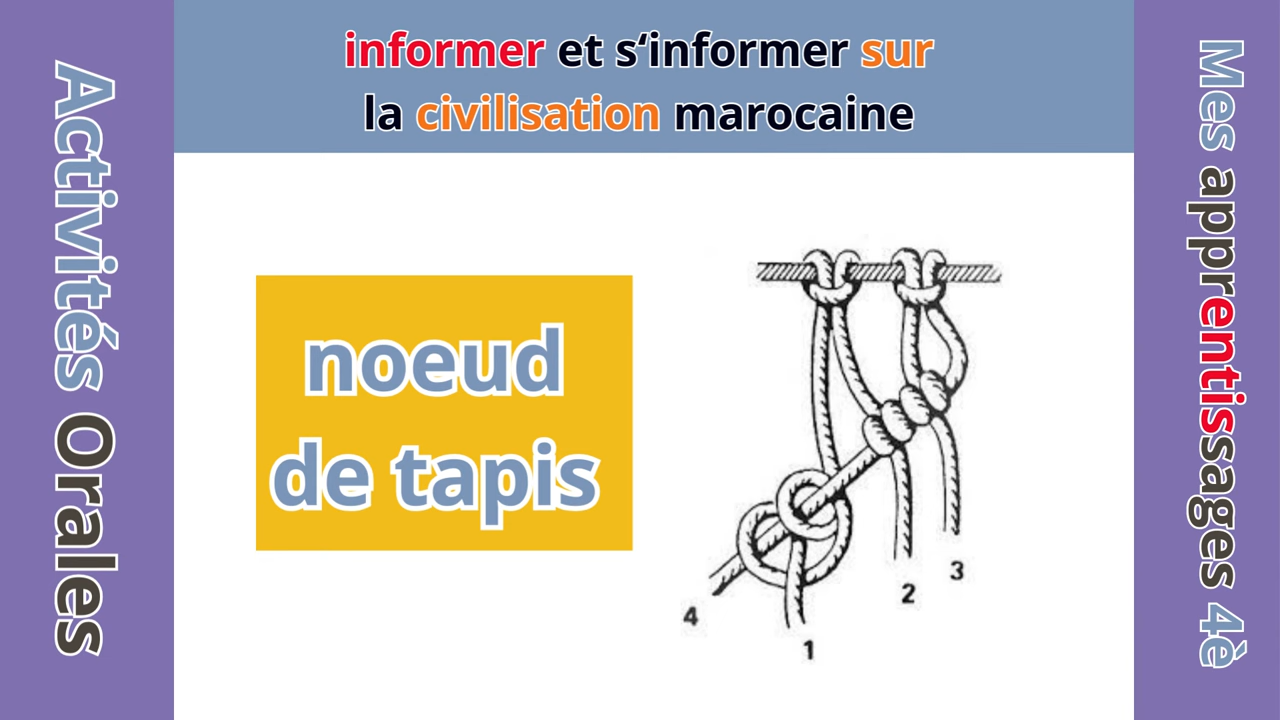 informer et s‘informer sur
la civilisation marocaine
Activités Orales
noeud
de tapis
4
1
2
3
Mes apprentissages 4è